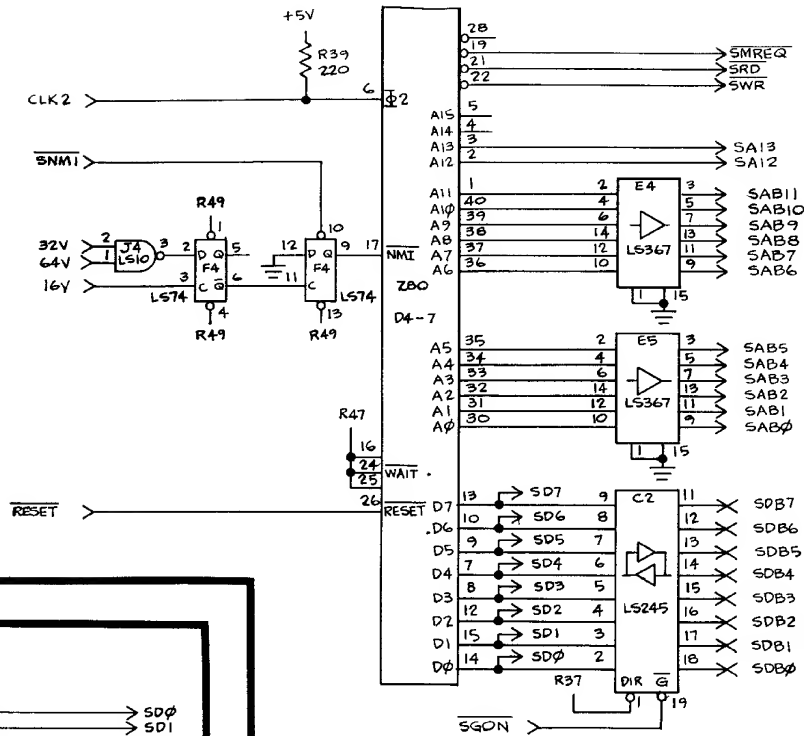 +5V
R39
220
28
19
SMREQ
21
SRD
22
SWR
CLK2
6
Φ2
A15
5
A14
4
A13
3
SA13
A12
2
SA12
SNMI
R49
1
32V
2
64V
1
J4
LS10
3
2
D
Q
5
F4
16V
3
C
Q
6
LS74
4
R49
10
12
D
Q
9
F4
11
C
LS74
13
R49
17
NMI
Z80
D4-7
A11
1
2
E4
3
SAB11
A10
40
4
5
SAB10
A9
39
6
7
SAB9
A8
38
14
13
SAB8
A7
37
12
11
SAB7
A6
36
10
9
SAB6
LS367
1
15
A5
35
2
E5
3
SAB5
A4
34
4
5
SAB4
A3
33
6
7
SAB3
A2
32
14
13
SAB2
A1
31
12
11
SAB1
AØ
30
10
9
SABØ
LS367
1
15
R47
16
24
WAIT
25
RESET
26
RESET
D7
13
SD7
9
C2
11
SDB7
D6
10
SD6
8
12
SDB6
D5
9
SD5
7
13
SDB5
D4
7
SD4
6
14
SDB4
D3
8
SD3
5
15
SDB3
D2
12
SD2
4
16
SDB2
D1
15
SD1
3
17
SDB1
DØ
14
SDØ
2
18
SDBØ
LS245
R37
DIR
G
1
19
SGON
SDØ
SD1